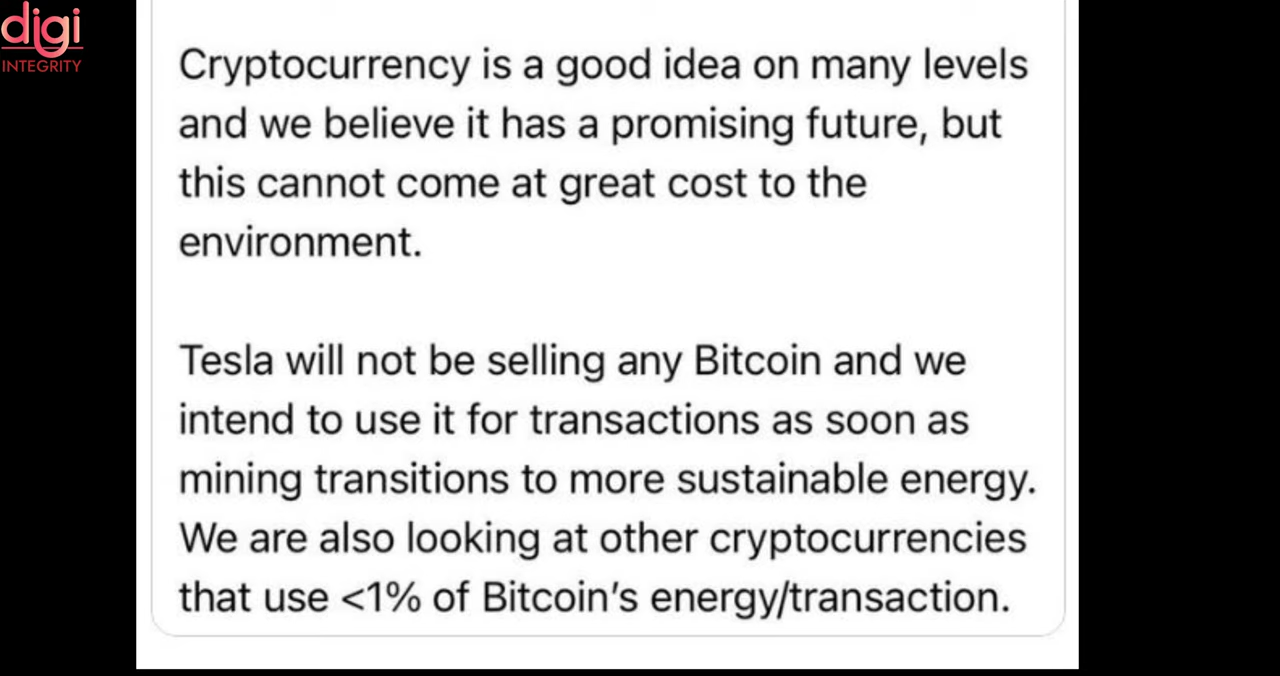 digi
INTEGRITY
Cryptocurrency is a good idea on many levels
and we believe it has a promising future, but
this cannot come at great cost to the
environment.
Tesla will not be selling any Bitcoin and we
intend to use it for transactions as soon as
mining transitions to more sustainable energy.
We are also looking at other cryptocurrencies
that use <1% of Bitcoin's energy/transaction.